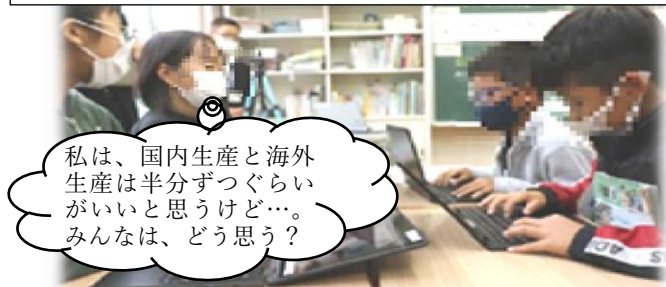 私は、国内生産と海外
生産は半分ずつぐらい
がいいと思うけど…。
みんなは、どう思う？